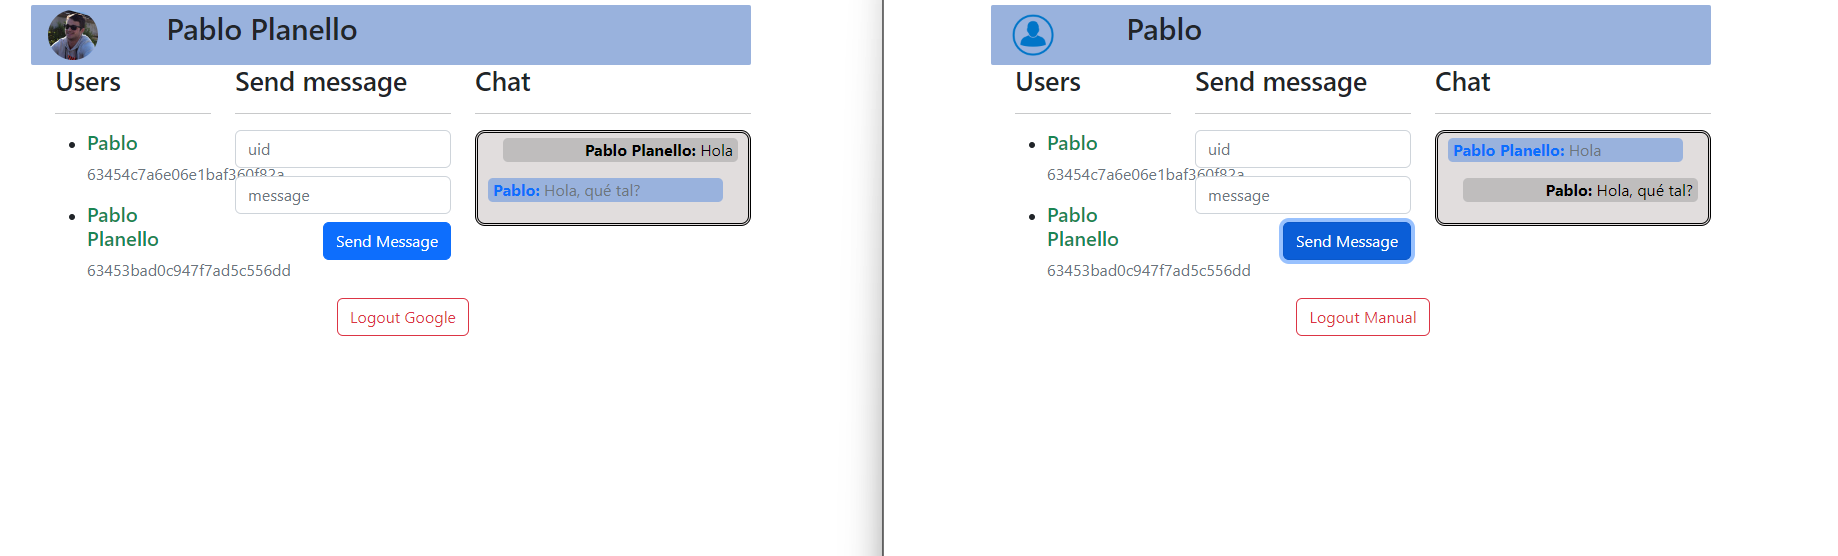 Pablo Planello
Users
Send message
Chat
Pablo
63454c7a6e06e1baf360f82a
Pablo
Planello
63453bad0c947f7ad5c556dd
uid
message
Send Message
Pablo Planello: Hola
Pablo: Hola, qué tal?
Logout Google
Pablo
Users
Send message
Chat
Pablo
63454c7a6e06e1baf360f82a
Pablo
Planello
63453bad0c947f7ad5c556dd
uid
message
Send Message
Pablo Planello: Hola
Pablo: Hola, qué tal?
Logout Manual